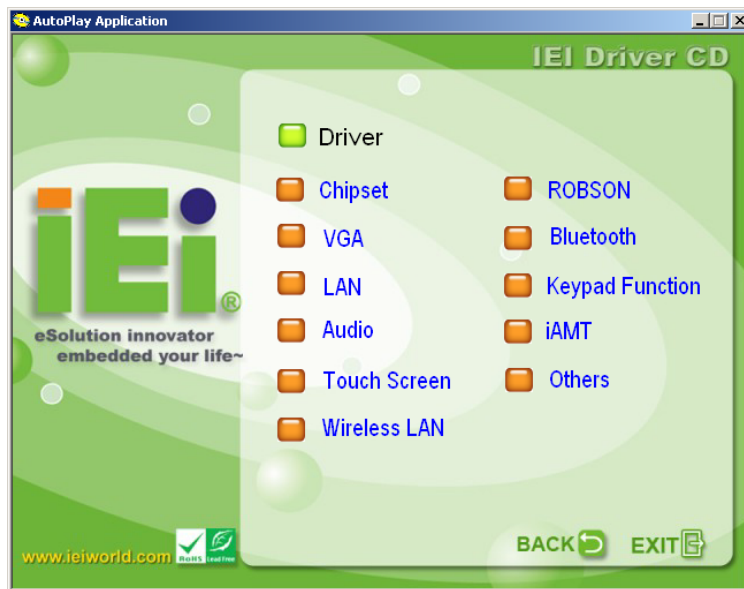 AutoPlay Application
IEI Driver CD
Driver
Chipset
VGA
LAN
Audio
Touch Screen
Wireless LAN
ROBSON
Bluetooth
Keypad Function
iAMT
Others
iEi®
eSolution innovator
embedded your life~
www.ieiworld.com
RoHS
Lead Free
BACK
EXIT